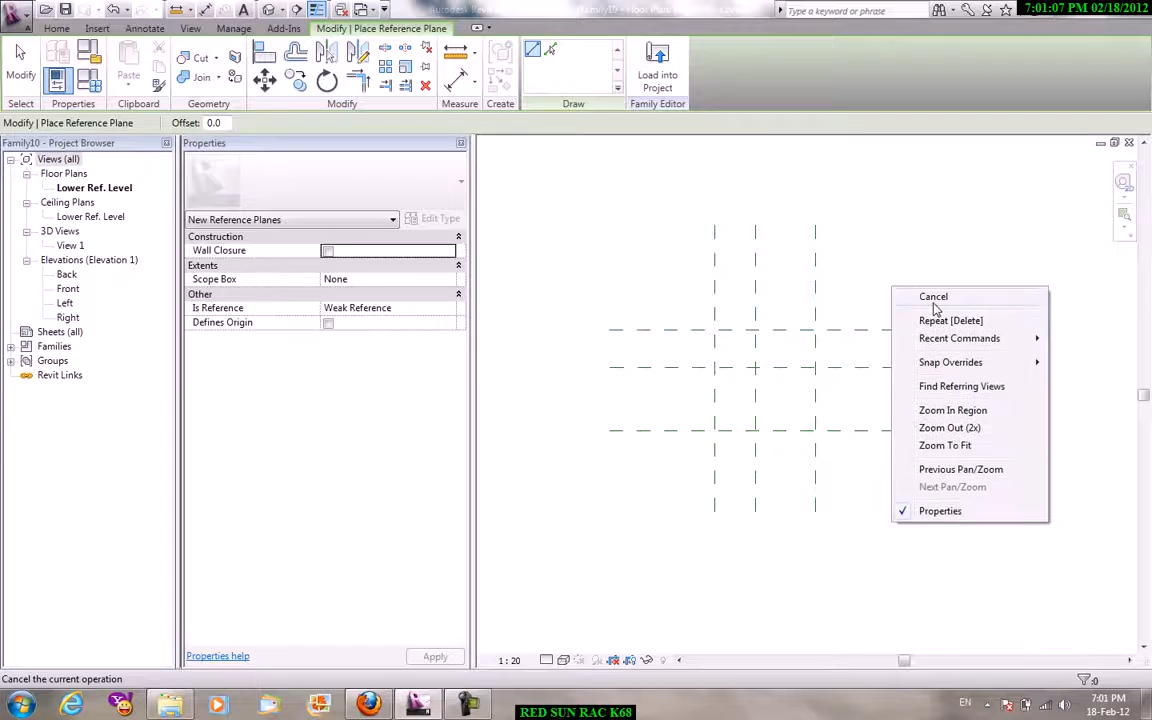 Type a keyword or phrase
7:01:07 PM 02/18/2012
Home Insert Annotate View Manage Add-Ins Modify | Place Reference Plane
Modify
Paste
Cut
Join
Load into
Project
Select Properties Clipboard Geometry Modify Measure Create Draw Family Editor
Modify | Place Reference Plane Offset: 0.0
Family10 - Project Browser
Views (all)
Floor Plans
Lower Ref. Level
Ceiling Plans
Lower Ref. Level
3D Views
View 1
Elevations (Elevation 1)
Back
Front
Left
Right
Sheets (all)
Families
Groups
Revit Links
Properties
New Reference Planes Edit Type
Construction
Wall Closure
Extents
Scope Box None
Other
Is Reference Weak Reference
Defines Origin
Properties help Apply
Cancel
Repeat [Delete]
Recent Commands
Snap Overrides
Find Referring Views
Zoom In Region
Zoom Out (2x)
Zoom To Fit
Previous Pan/Zoom
Next Pan/Zoom
Properties
1 : 20
Cancel the current operation
:0
EN
7:01 PM
18-Feb-12
RED SUN RAC K68